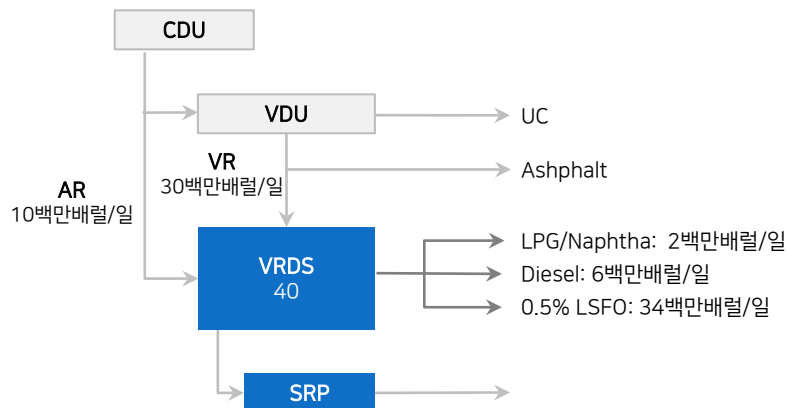 CDU
VDU
UC
VR
30백만배럴/일
Ashphalt
AR
10백만배럴/일
VRDS
40
LPG/Naphtha:  2백만배럴/일
Diesel: 6백만배럴/일
0.5% LSFO: 34백만배럴/일
SRP